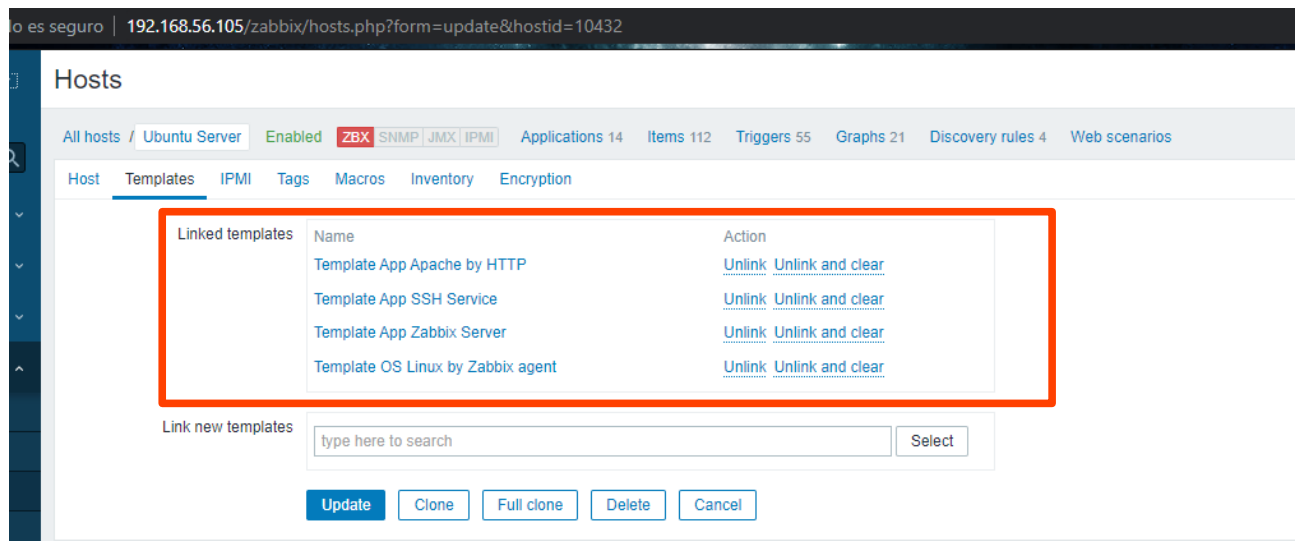 lo es seguro | 192.168.56.105/zabbix/hosts.php?form=update&hostid=10432
Hosts
All hosts / Ubuntu Server Enabled ZBX SNMP JMX IPMI Applications 14 Items 112 Triggers 55 Graphs 21 Discovery rules 4 Web scenarios
Host Templates IPMI Tags Macros Inventory Encryption
Linked templates Name Action
Template App Apache by HTTP Unlink Unlink and clear
Template App SSH Service Unlink Unlink and clear
Template App Zabbix Server Unlink Unlink and clear
Template OS Linux by Zabbix agent Unlink Unlink and clear
Link new templates type here to search Select
Update Clone Full clone Delete Cancel